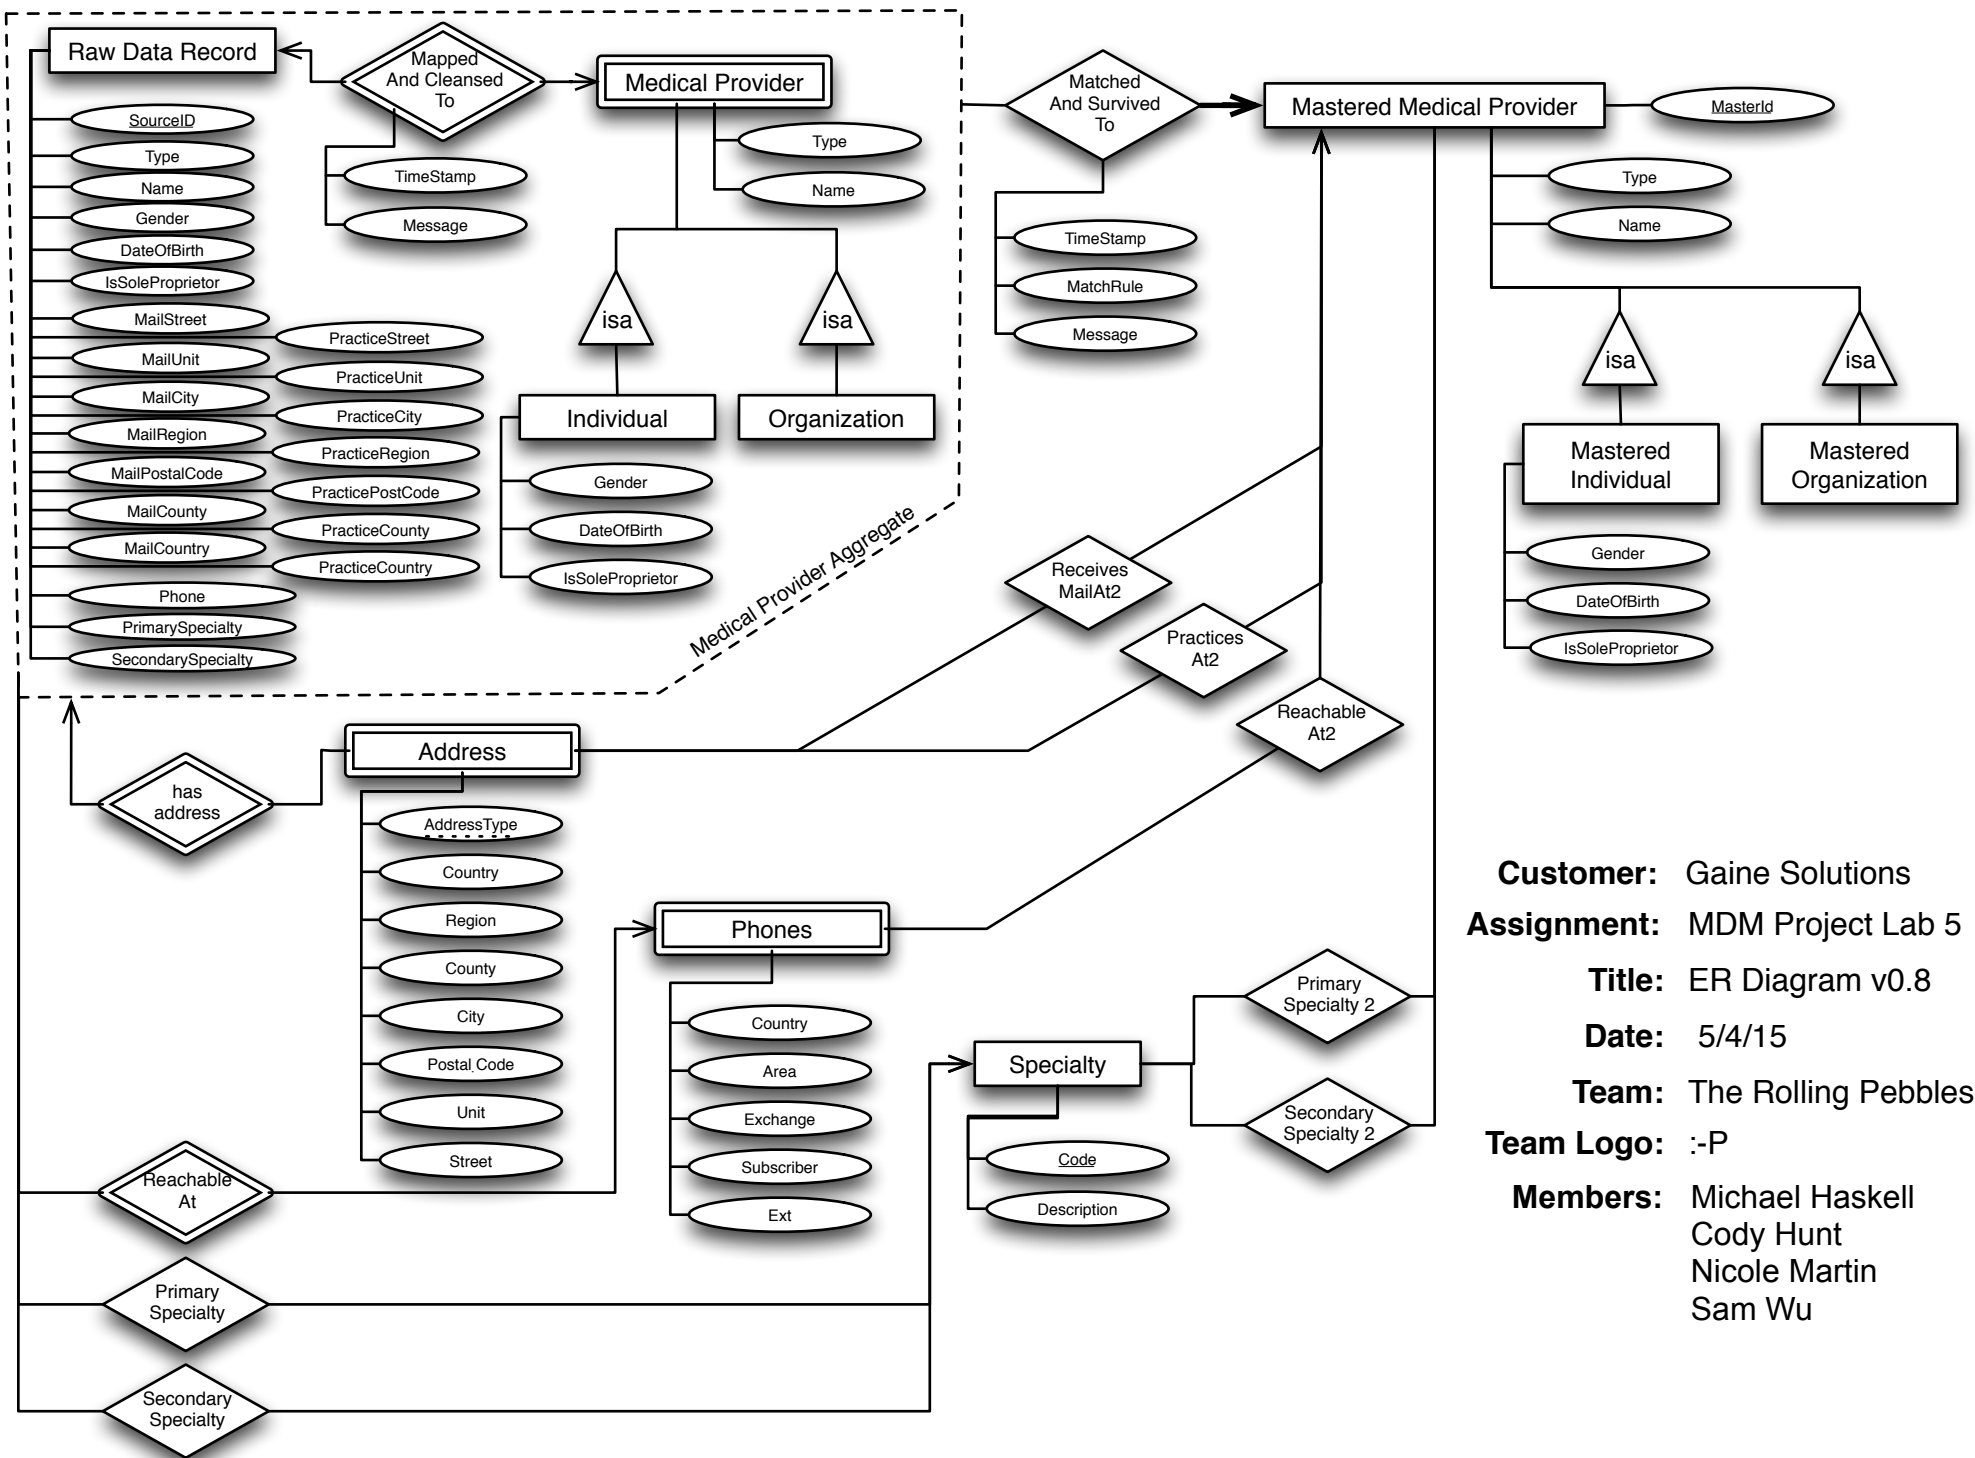 Raw Data Record
SourceID
Type
Name
Gender
DateOfBirth
IsSoleProprietor
MailStreet
PracticeStreet
MailUnit
PracticeUnit
MailCity
PracticeCity
MailRegion
PracticeRegion
MailPostalCode
PracticePostCode
MailCounty
PracticeCounty
MailCountry
PracticeCountry
Phone
PrimarySpecialty
SecondarySpecialty
Mapped
And Cleansed
To
TimeStamp
Message
Medical Provider
Type
Name
isa
isa
Individual
Organization
Gender
DateOfBirth
IsSoleProprietor
Medical Provider Aggregate
Matched
And Survived
To
TimeStamp
MatchRule
Message
Mastered Medical Provider
MasterId
Type
Name
isa
isa
Mastered
Individual
Mastered
Organization
Gender
DateOfBirth
IsSoleProprietor
Receives
MailAt2
Practices
At2
Reachable
At2
has
address
Address
AddressType
Country
Region
County
City
Postal Code
Unit
Street
Phones
Country
Area
Exchange
Subscriber
Ext
Specialty
Code
Description
Primary
Specialty 2
Secondary
Specialty 2
Reachable
At
Primary
Specialty
Secondary
Specialty
Customer: Gaine Solutions
Assignment: MDM Project Lab 5
Title: ER Diagram v0.8
Date: 5/4/15
Team: The Rolling Pebbles
Team Logo: :-P
Members: Michael Haskell
Cody Hunt
Nicole Martin
Sam Wu